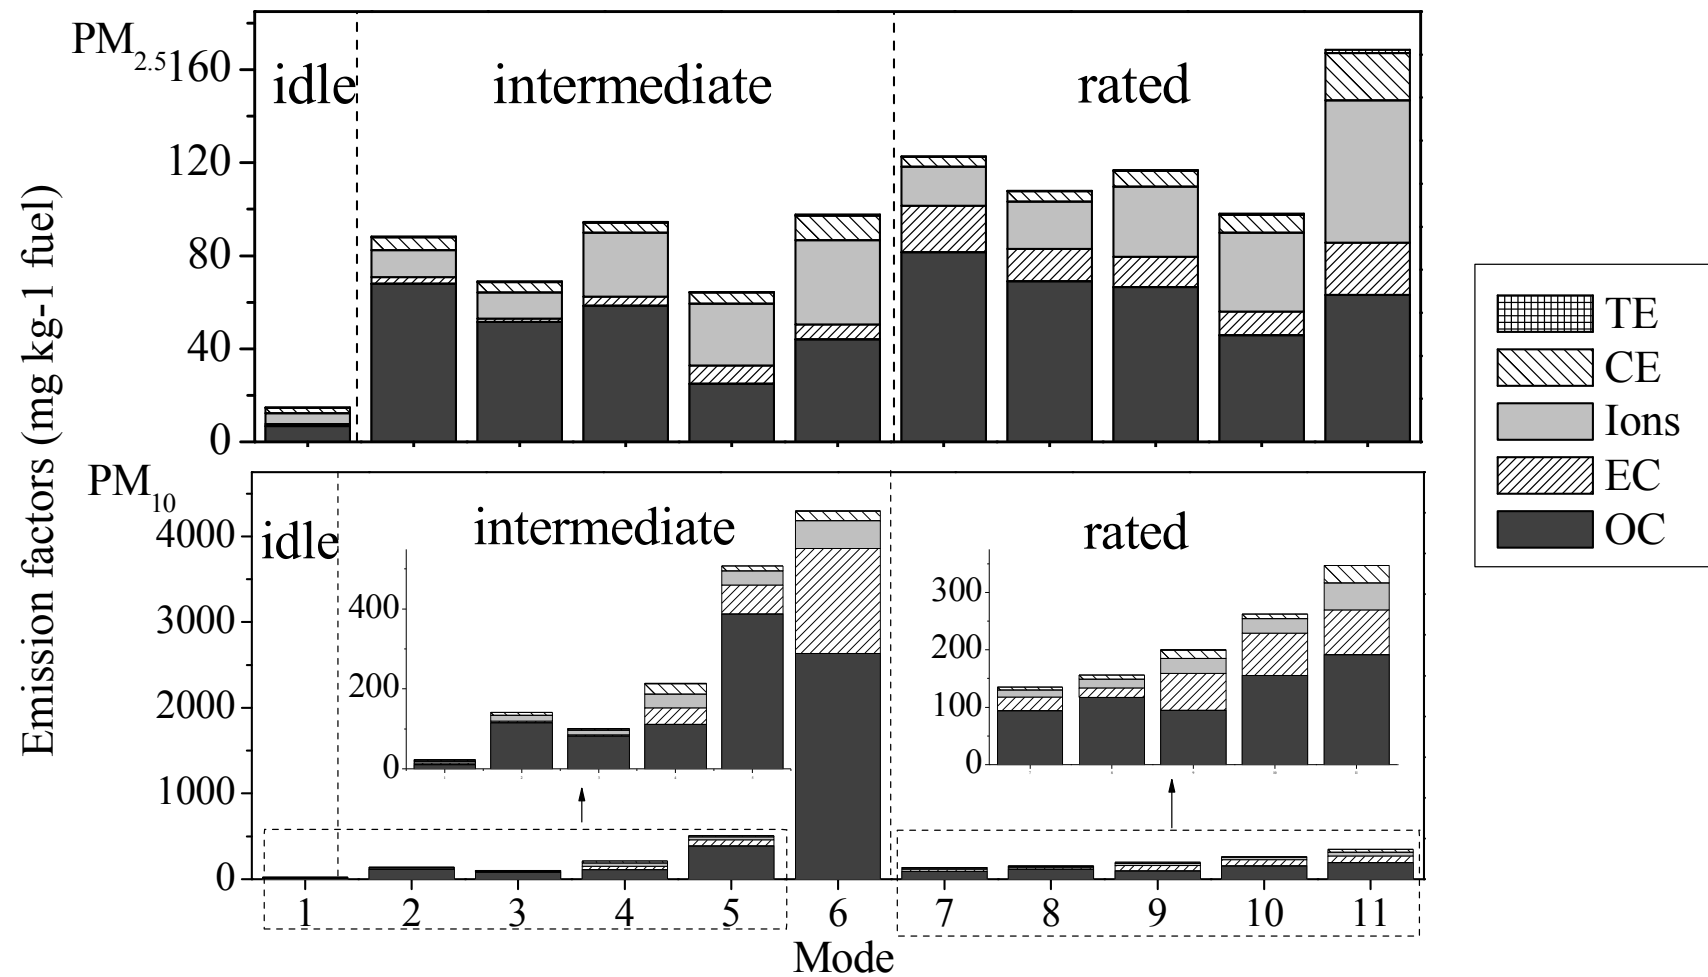 PM2.5
160
120
80
40
0
idle
intermediate
rated
Emission factors (mg kg-1 fuel)
TE
CE
Ions
EC
OC
PM10
4000
3000
2000
1000
0
idle
intermediate
rated
400
200
0
300
200
100
0
1 2 3 4 5 6 7 8 9 10 11
Mode